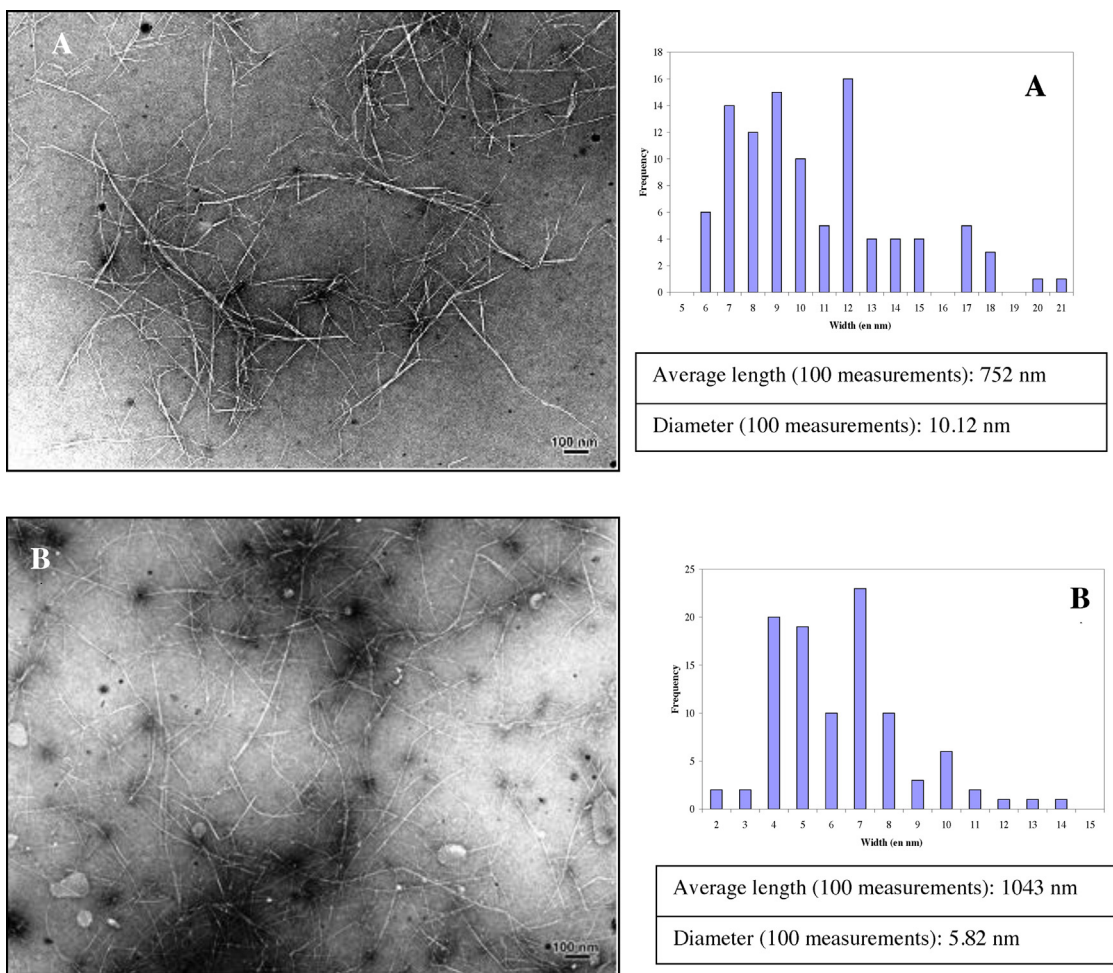 A
100 nm
A
18
16
14
12
10
8
6
4
2
0
Frequency
5 6 7 8 9 10 11 12 13 14 15 16 17 18 19 20 21
Width (en nm)
Average length (100 measurements): 752 nm
Diameter (100 measurements): 10.12 nm
B
100 nm
B
25
20
15
10
5
0
Frequency
2 3 4 5 6 7 8 9 10 11 12 13 14 15
Width (en nm)
Average length (100 measurements): 1043 nm
Diameter (100 measurements): 5.82 nm